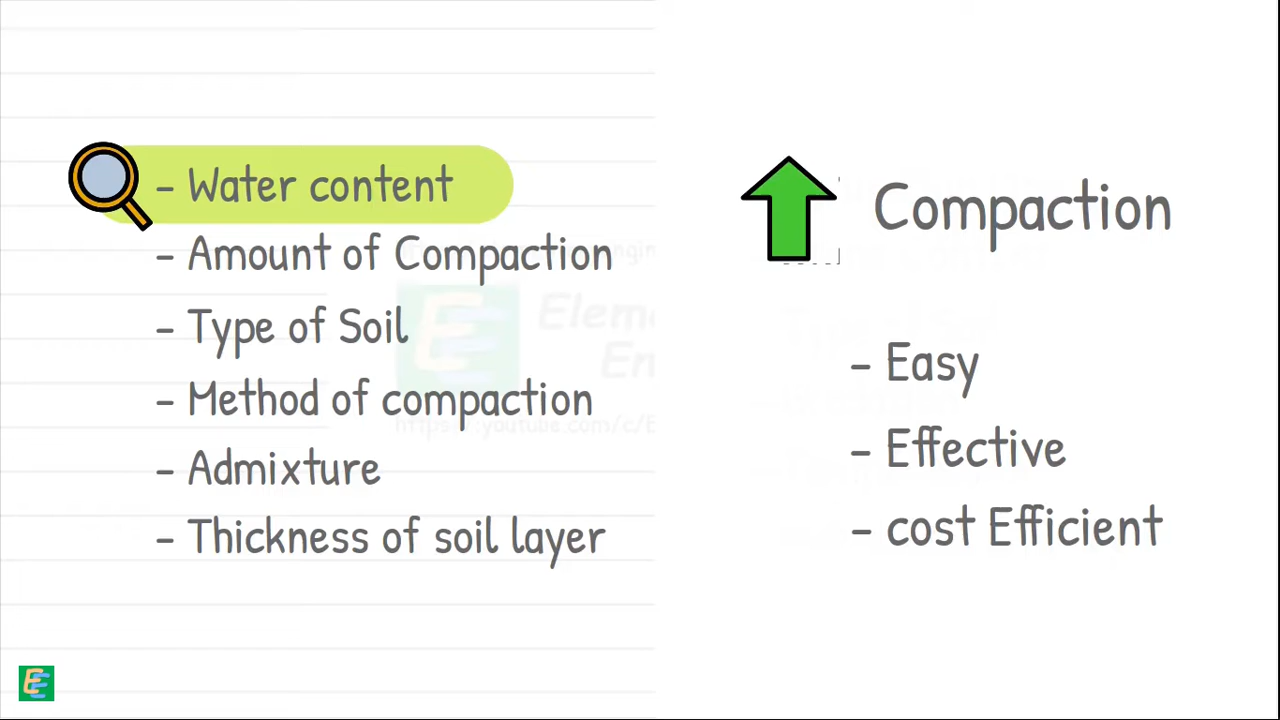 - Water content
- Amount of Compaction
- Type of Soil
- Method of compaction
- Admixture
- Thickness of soil layer
Compaction
- Easy
- Effective
- cost Efficient